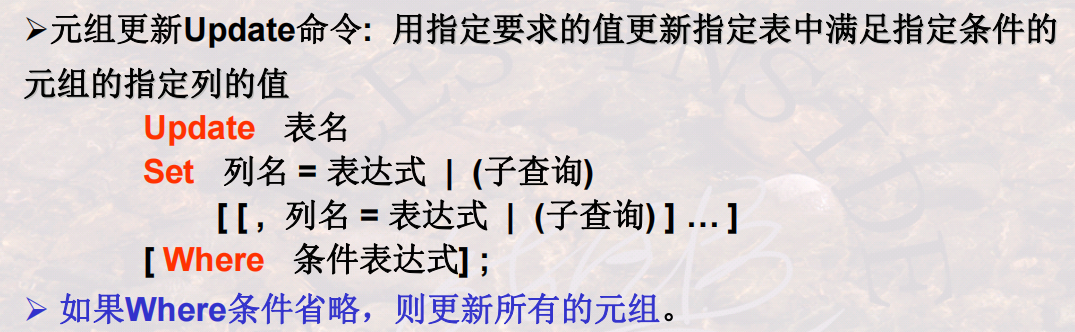 ➢元组更新Update命令: 用指定要求的值更新指定表中满足指定条件的
元组的指定列的值
Update 表名
Set 列名 = 表达式 | (子查询)
[ [ , 列名 = 表达式 | (子查询) ] … ]
[ Where 条件表达式] ;
➢ 如果Where条件省略，则更新所有的元组。